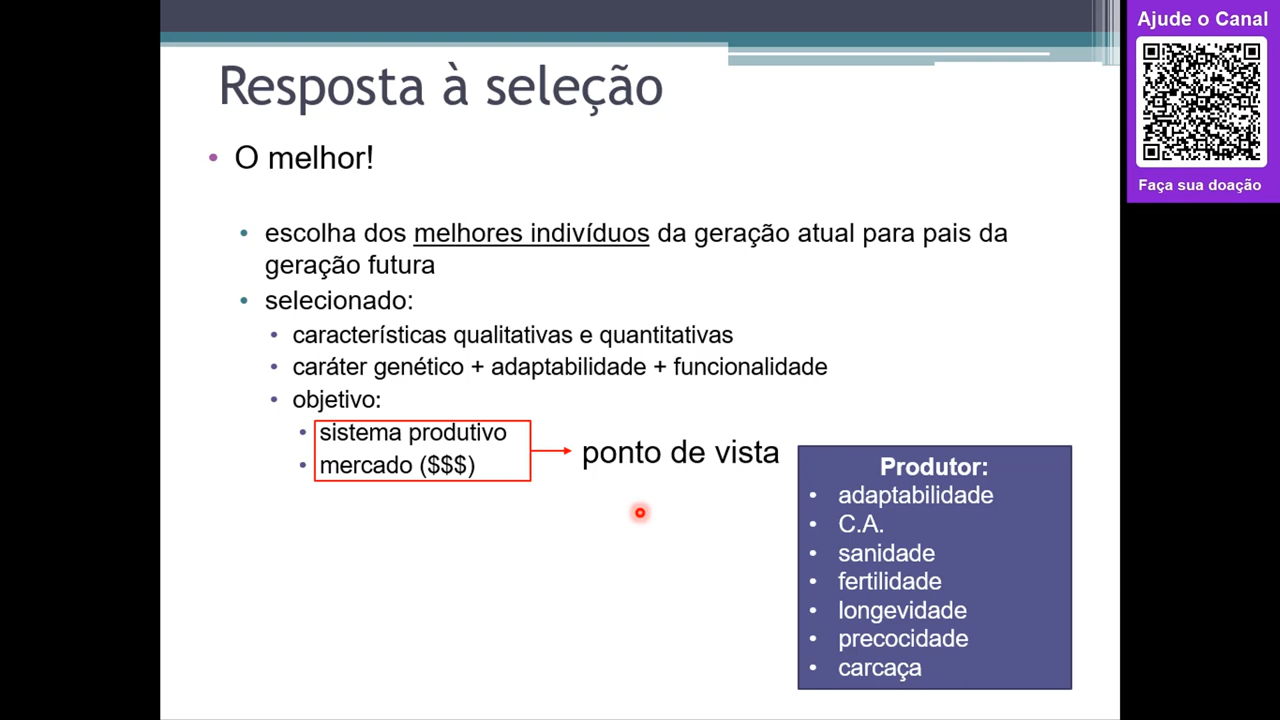 Ajude o Canal
Faça sua doação
Resposta à seleção
• O melhor!
• escolha dos melhores indivíduos da geração atual para pais da
geração futura
• selecionado:
• características qualitativas e quantitativas
• caráter genético + adaptabilidade + funcionalidade
• objetivo:
• sistema produtivo
• mercado ($$$)
ponto de vista
Produtor:
• adaptabilidade
• C.A.
• sanidade
• fertilidade
• longevidade
• precocidade
• carcaça